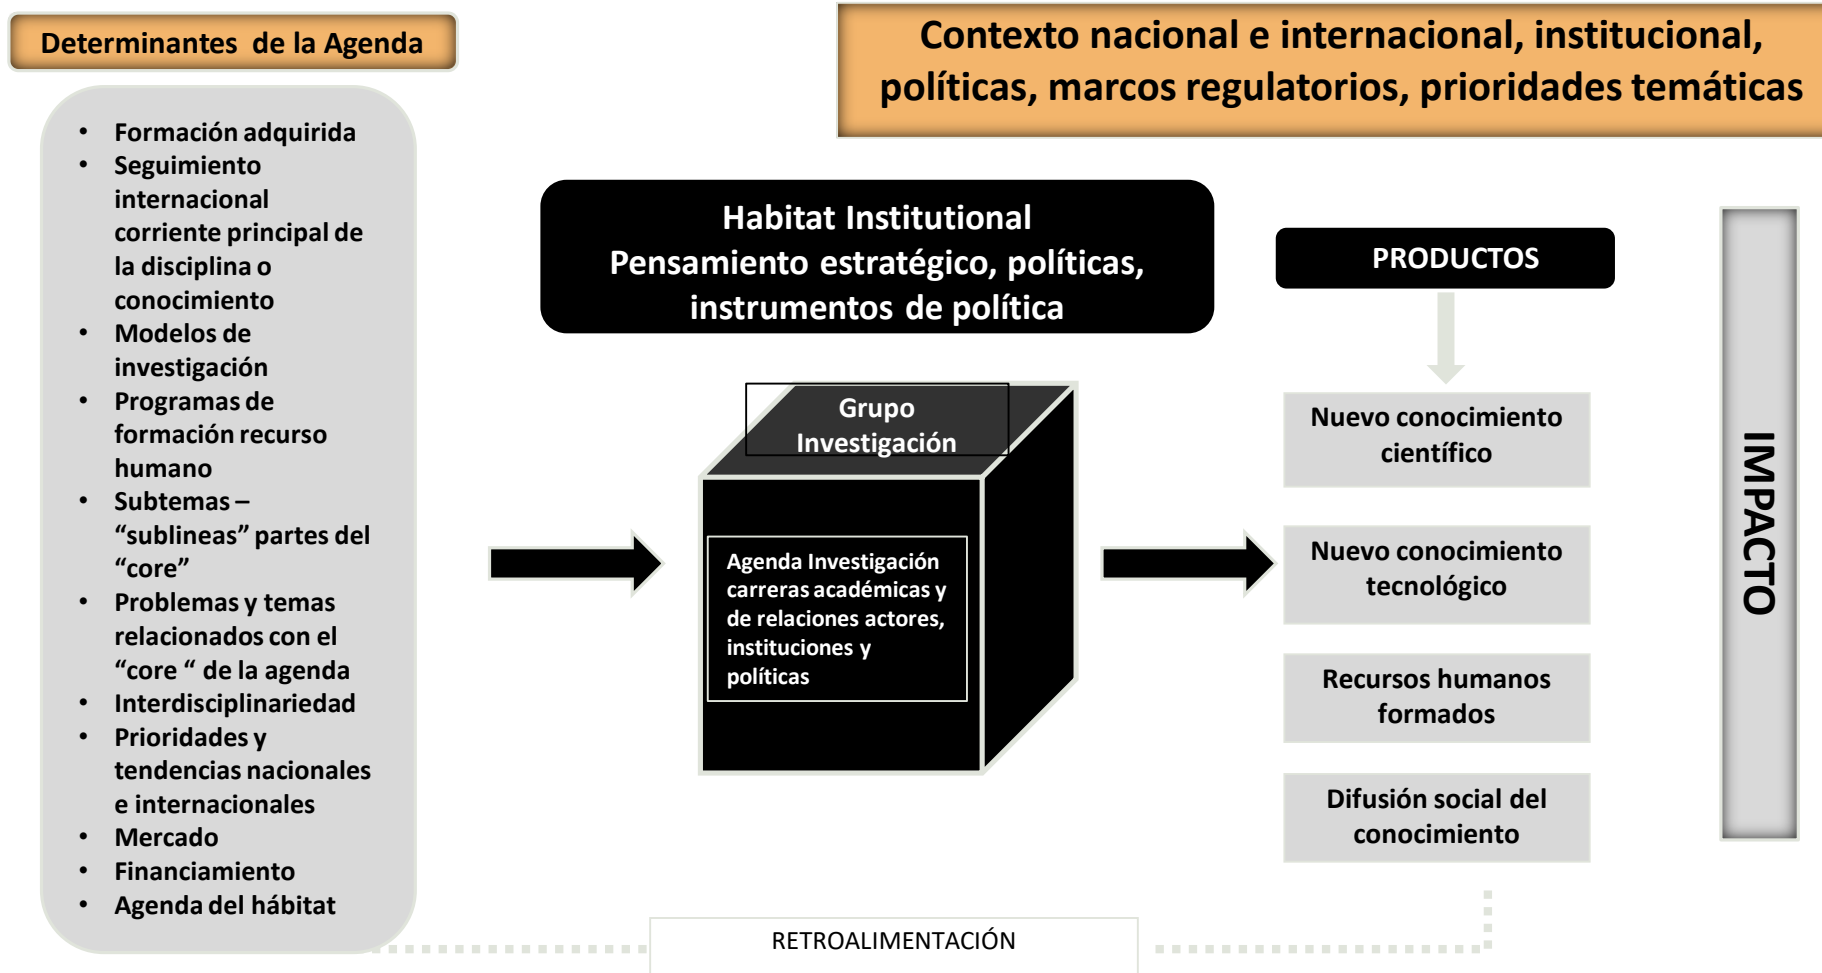 Determinantes  de la Agenda
Contexto nacional e internacional, institucional,
políticas, marcos regulatorios, prioridades temáticas
• Formación adquirida
• Seguimiento
internacional
corriente principal de
la disciplina o
conocimiento
• Modelos de
investigación
• Programas de
formación recurso
humano
• Subtemas –
“sublineas” partes del
“core”
• Problemas y temas
relacionados con el
“core “ de la agenda
• Interdisciplinariedad
• Prioridades y
tendencias nacionales
e internacionales
• Mercado
• Financiamiento
• Agenda del hábitat
Habitat Institutional
Pensamiento estratégico, políticas,
instrumentos de política
Grupo
Investigación
Agenda Investigación
carreras académicas y
de relaciones actores,
instituciones y
políticas
PRODUCTOS
Nuevo conocimiento
científico
Nuevo conocimiento
tecnológico
Recursos humanos
formados
Difusión social del
conocimiento
IMPACTO
RETROALIMENTACIÓN